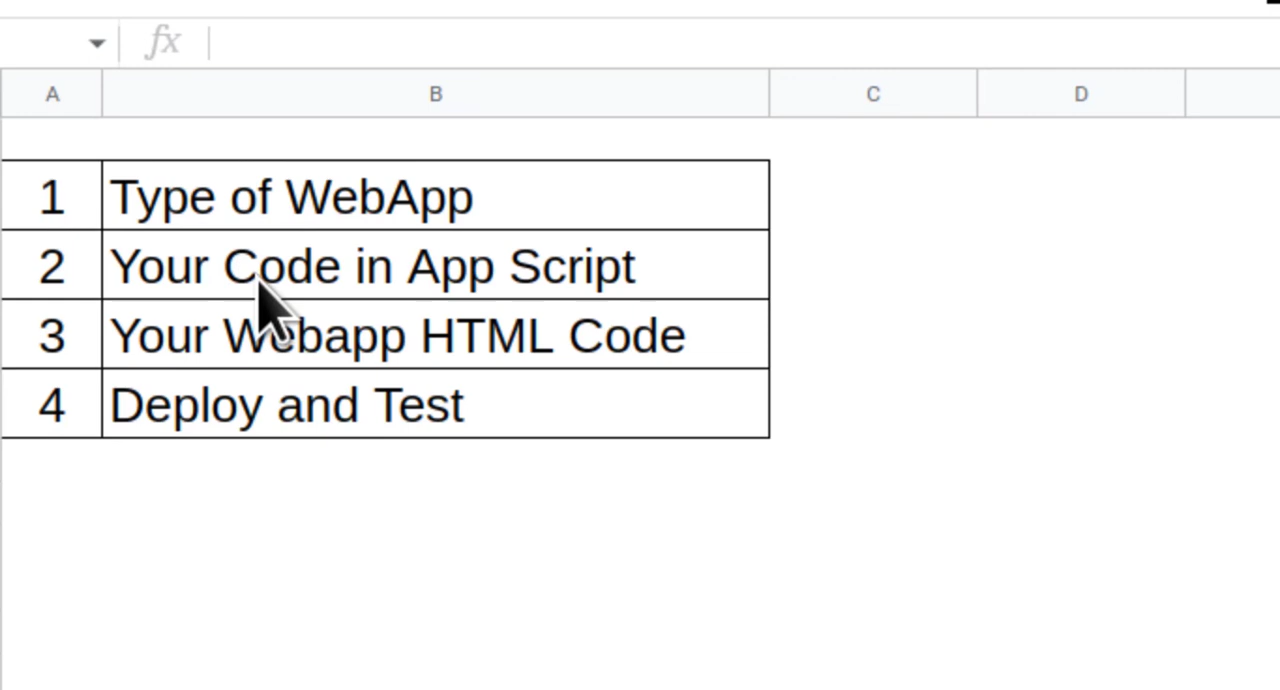 fx
A B C D
1 Type of WebApp
2 Your Code in App Script
3 Your Webapp HTML Code
4 Deploy and Test